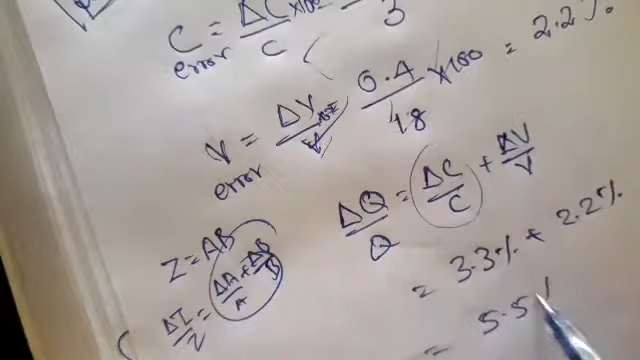 C error = ΔC/C ×100 3
V error = ΔV/V 0.4/18 ×100 = 2.2%
ΔQ/Q = ΔC/C + ΔV/V
Z = AB
= 3.3% + 2.2%
ΔZ/Z = ΔA/A + ΔB/B
= 5.5%